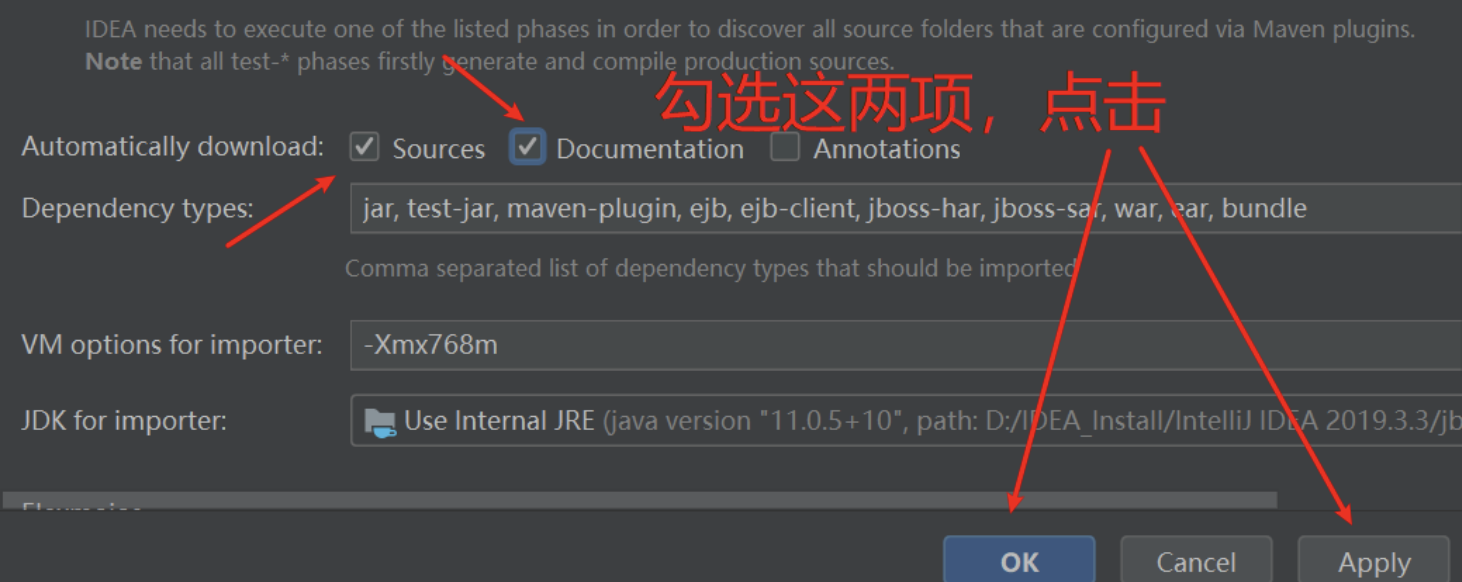 IDEA needs to execute one of the listed phases in order to discover all source folders that are configured via Maven plugins.
Note that all test-* phases firstly generate and compile production sources.
勾选这两项，点击
Automatically download: Sources Documentation Annotations
Dependency types: jar, test-jar, maven-plugin, ejb, ejb-client, jboss-har, jboss-sar, war, ear, bundle
Comma separated list of dependency types that should be imported
VM options for importer: -Xmx768m
JDK for importer: Use Internal JRE (java version "11.0.5+10", path: D:/IDEA_Install/IntelliJ IDEA 2019.3.3/jb
OK Cancel Apply